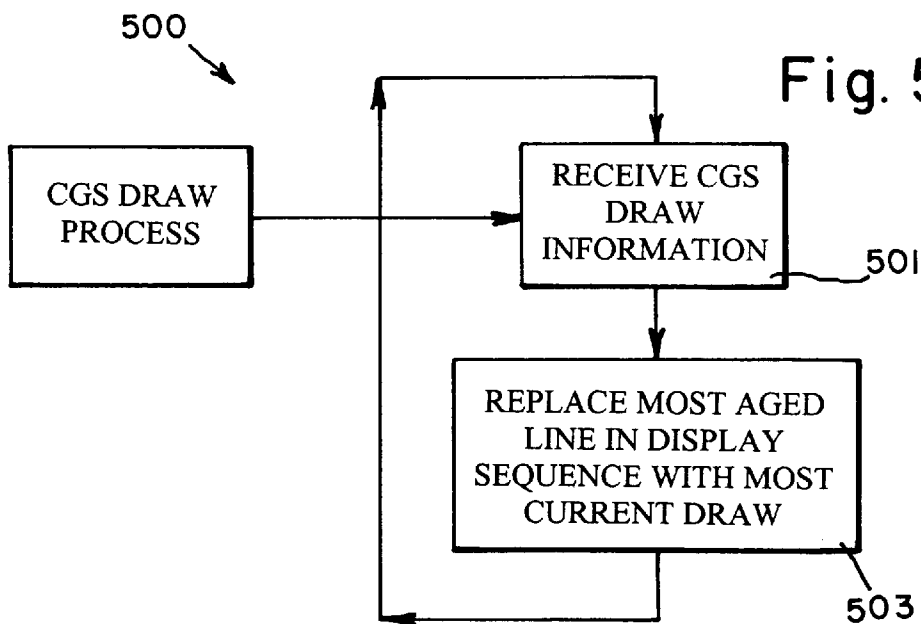 500
Fig. 5
CGS DRAW
PROCESS
RECEIVE CGS
DRAW
INFORMATION
501
REPLACE MOST AGED
LINE IN DISPLAY
SEQUENCE WITH MOST
CURRENT DRAW
503